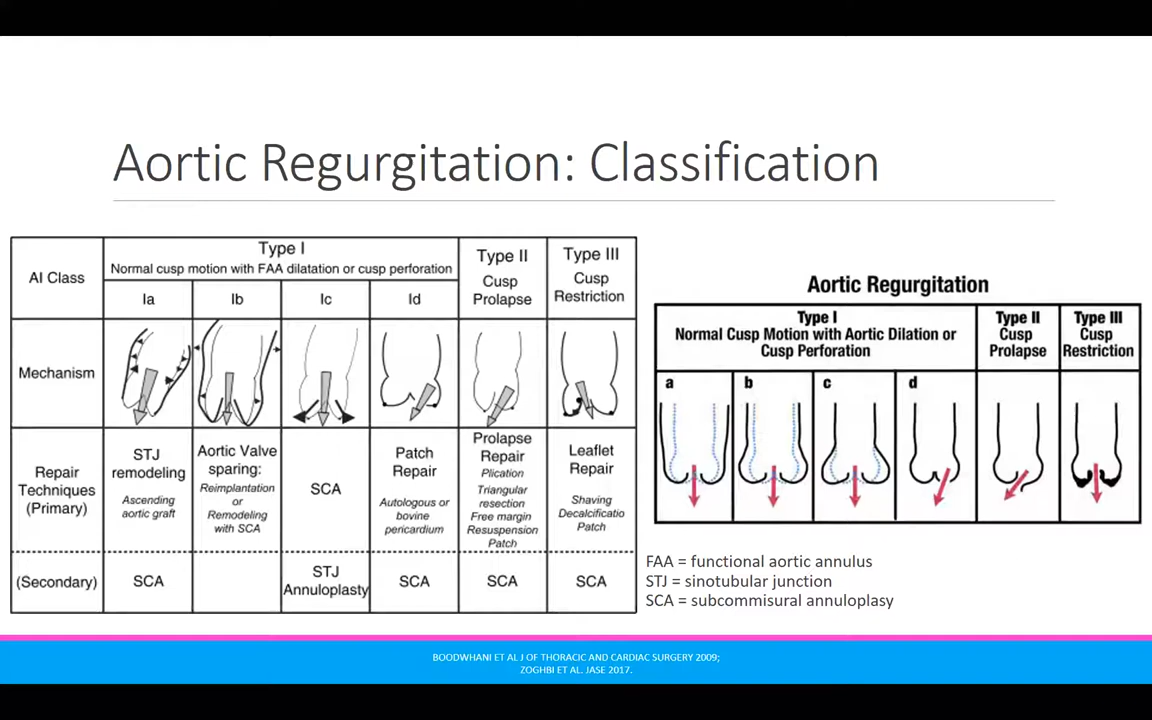 Aortic Regurgitation: Classification
AI Class
Type I
Normal cusp motion with FAA dilatation or cusp perforation
Ia
Ib
Ic
Id
Type II
Cusp
Prolapse
Type III
Cusp
Restriction
Mechanism
Repair
Techniques
(Primary)
STJ
remodeling
Ascending
aortic graft
Aortic Valve
sparing:
Reimplantation
or
Remodeling
with SCA
SCA
Patch
Repair
Autologous or
bovine
pericardium
Prolapse
Repair
Plication
Triangular
resection
Free margin
Resuspension
Patch
Leaflet
Repair
Shaving
Decalcificatio
Patch
(Secondary)
SCA
STJ
Annuloplasty
SCA
SCA
SCA
Aortic Regurgitation
Type I
Normal Cusp Motion with Aortic Dilation or
Cusp Perforation
Type II
Cusp
Prolapse
Type III
Cusp
Restriction
a
b
c
d
FAA = functional aortic annulus
STJ = sinotubular junction
SCA = subcommisural annuloplasy
BOODWHANI ET AL J OF THORACIC AND CARDIAC SURGERY 2009;
ZOGHBI ET AL. JASE 2017.